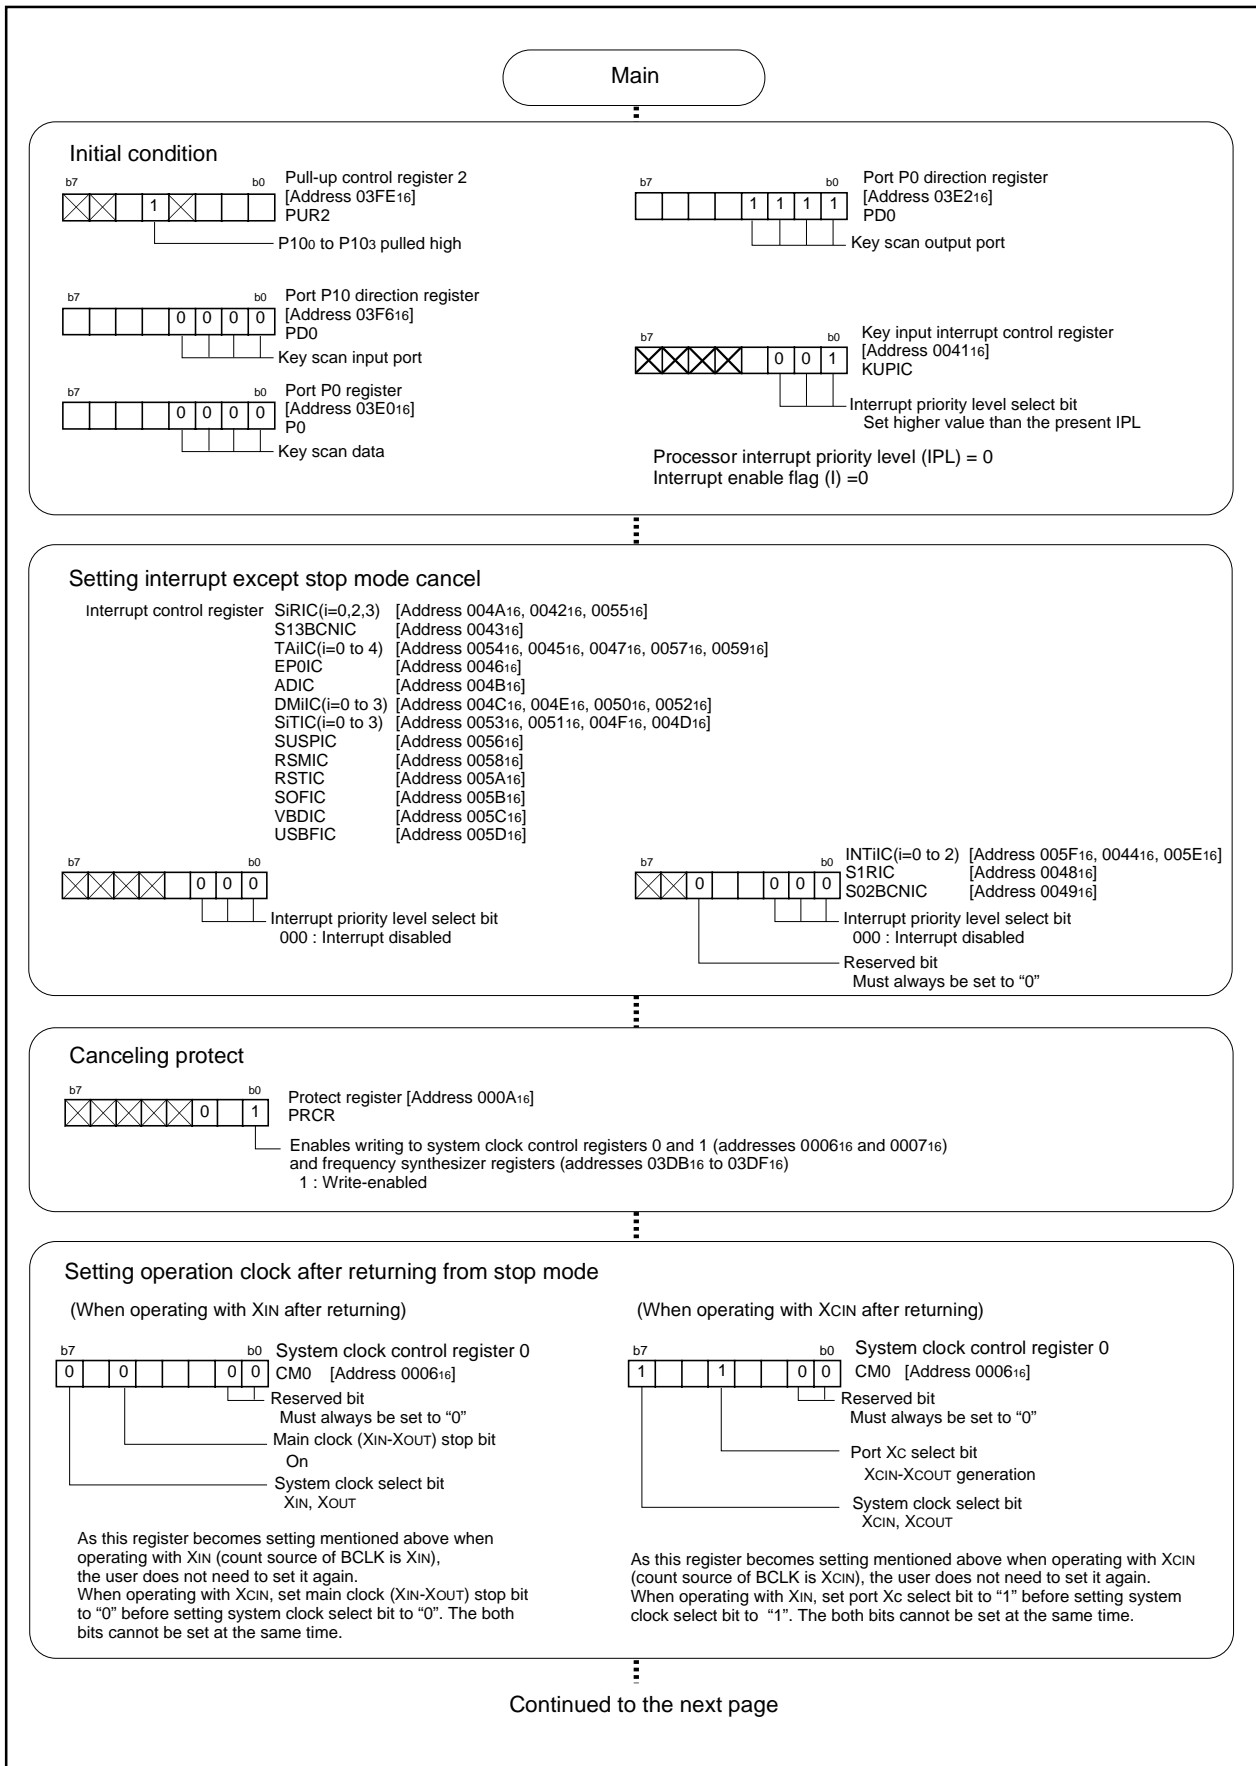 Main
Initial condition
b7 b0 Pull-up control register 2
[Address 03FE16]
1 PUR2
P100 to P103 pulled high
b7 b0 Port P0 direction register
[Address 03E216]
1 1 1 1 PD0
Key scan output port
b7 b0 Port P10 direction register
[Address 03F616]
0 0 0 0 PD0
Key scan input port
b7 b0 Key input interrupt control register
[Address 004116]
0 0 1 KUPIC
Interrupt priority level select bit
Set higher value than the present IPL
b7 b0 Port P0 register
[Address 03E016]
0 0 0 0 P0
Key scan data
Processor interrupt priority level (IPL) = 0
Interrupt enable flag (I) =0
Setting interrupt except stop mode cancel
Interrupt control register SiRIC(i=0,2,3) [Address 004A16, 004216, 005516]
S13BCNIC [Address 004316]
TAiIC(i=0 to 4) [Address 005416, 004516, 004716, 005716, 005916]
EP0IC [Address 004616]
ADIC [Address 004B16]
DMiIC(i=0 to 3) [Address 004C16, 004E16, 005016, 005216]
SiTIC(i=0 to 3) [Address 005316, 005116, 004F16, 004D16]
SUSPIC [Address 005616]
RSMIC [Address 005816]
RSTIC [Address 005A16]
SOFIC [Address 005B16]
VBDIC [Address 005C16]
USBFIC [Address 005D16]
b7 b0
0 0 0
Interrupt priority level select bit
000 : Interrupt disabled
b7 b0 INTiIC(i=0 to 2) [Address 005F16, 004416, 005E16]
0 0 0 0 S1RIC [Address 004816]
S02BCNIC [Address 004916]
Interrupt priority level select bit
000 : Interrupt disabled
Reserved bit
Must always be set to “0”
Canceling protect
b7 b0 Protect register [Address 000A16]
0 1 PRCR
Enables writing to system clock control registers 0 and 1 (addresses 000616 and 000716)
and frequency synthesizer registers (addresses 03DB16 to 03DF16)
1 : Write-enabled
Setting operation clock after returning from stop mode
(When operating with XIN after returning)
b7 b0 System clock control register 0
0 0 0 0 CM0 [Address 000616]
Reserved bit
Must always be set to “0”
Main clock (XIN-XOUT) stop bit
On
System clock select bit
XIN, XOUT
As this register becomes setting mentioned above when
operating with XIN (count source of BCLK is XIN),
the user does not need to set it again.
When operating with XCIN, set main clock (XIN-XOUT) stop bit
to “0” before setting system clock select bit to “0”. The both
bits cannot be set at the same time.
(When operating with XCIN after returning)
b7 b0 System clock control register 0
1 1 0 0 CM0 [Address 000616]
Reserved bit
Must always be set to “0”
Port XC select bit
XCIN-XCOUT generation
System clock select bit
XCIN, XCOUT
As this register becomes setting mentioned above when operating with XCIN
(count source of BCLK is XCIN), the user does not need to set it again.
When operating with XIN, set port XC select bit to “1” before setting system
clock select bit to “1”. The both bits cannot be set at the same time.
Continued to the next page